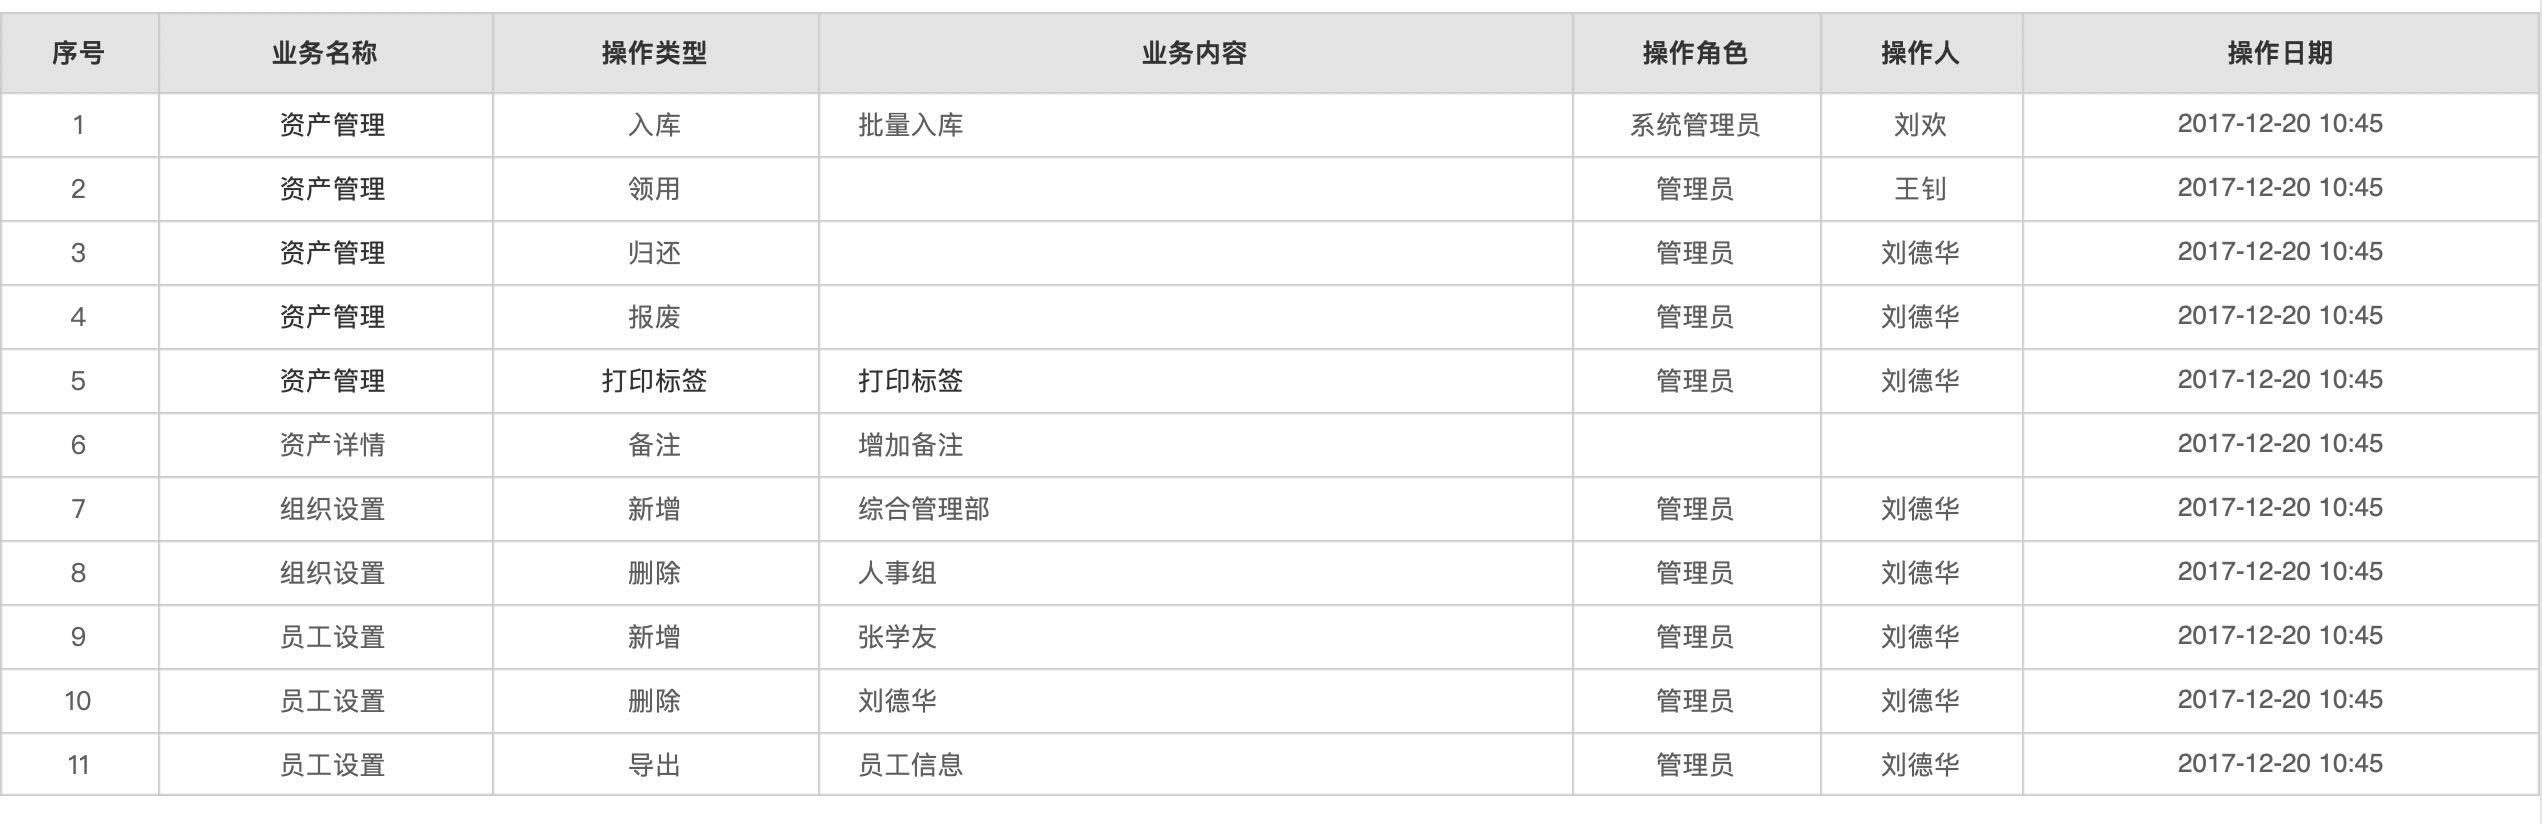 序号 业务名称 操作类型 业务内容 操作角色 操作人 操作日期
1 资产管理 入库 批量入库 系统管理员 刘欢 2017-12-20 10:45
2 资产管理 领用 管理员 王钊 2017-12-20 10:45
3 资产管理 归还 管理员 刘德华 2017-12-20 10:45
4 资产管理 报废 管理员 刘德华 2017-12-20 10:45
5 资产管理 打印标签 打印标签 管理员 刘德华 2017-12-20 10:45
6 资产详情 备注 增加备注 2017-12-20 10:45
7 组织设置 新增 综合管理部 管理员 刘德华 2017-12-20 10:45
8 组织设置 删除 人事组 管理员 刘德华 2017-12-20 10:45
9 员工设置 新增 张学友 管理员 刘德华 2017-12-20 10:45
10 员工设置 删除 刘德华 管理员 刘德华 2017-12-20 10:45
11 员工设置 导出 员工信息 管理员 刘德华 2017-12-20 10:45